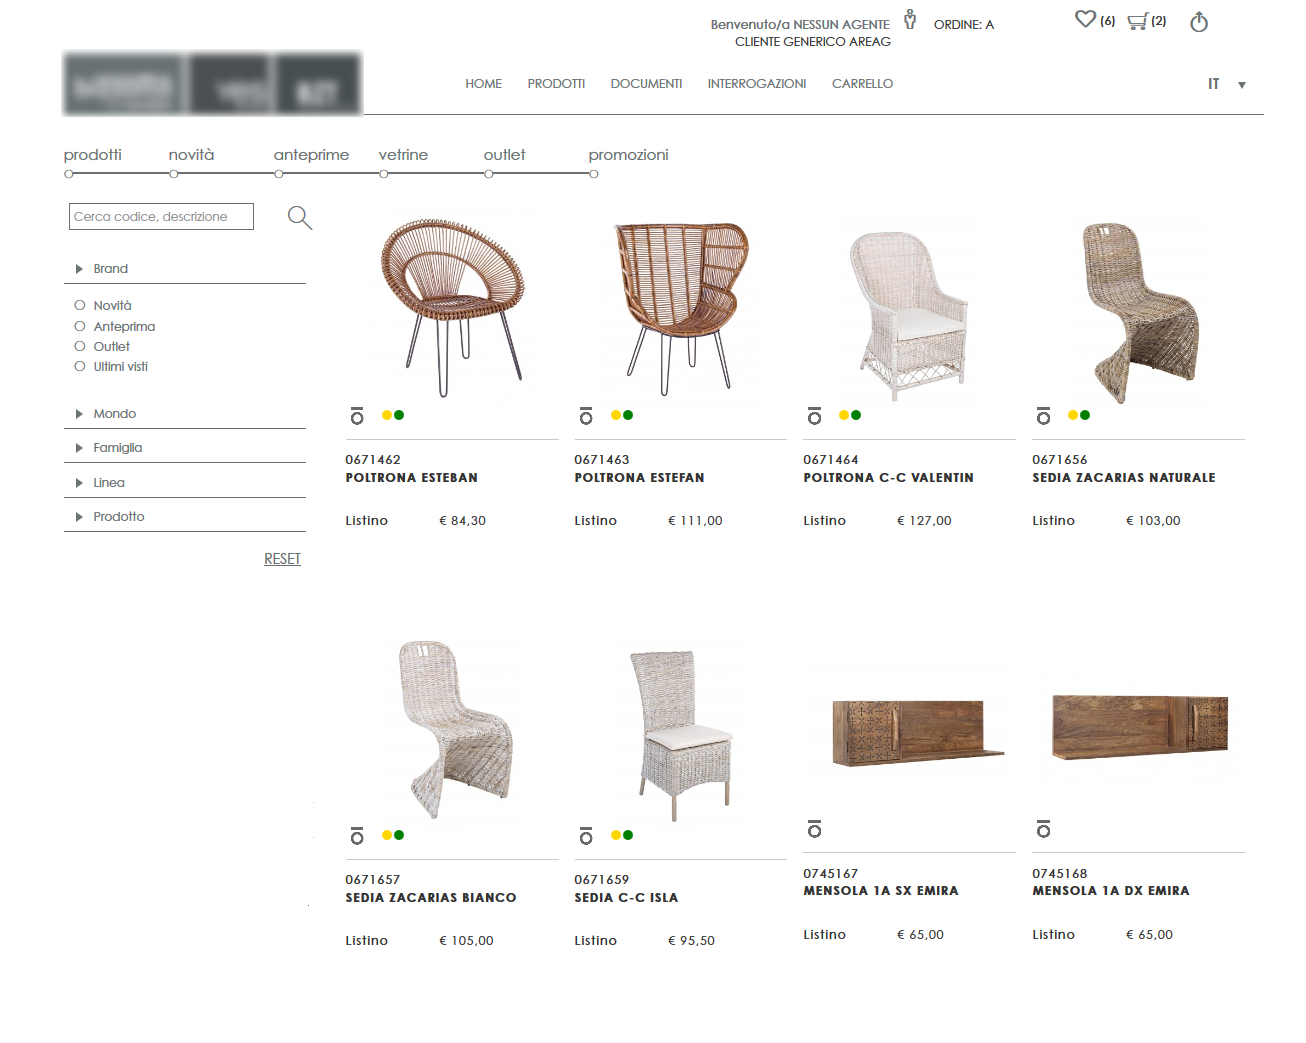 Benvenuto/a NESSUN AGENTE
ORDINE: A
(6)
(2)
CLIENTE GENERICO AREAG
HOME
PRODOTTI
DOCUMENTI
INTERROGAZIONI
CARRELLO
IT
prodotti
novità
anteprime
vetrine
outlet
promozioni
Cerca codice, descrizione
Brand
Novità
Anteprima
Outlet
Ultimi visti
Mondo
Famiglia
Linea
Prodotto
RESET
0671462
POLTRONA ESTEBAN
Listino € 84,30
0671463
POLTRONA ESTEFAN
Listino € 111,00
0671464
POLTRONA C-C VALENTIN
Listino € 127,00
0671656
SEDIA ZACARIAS NATURALE
Listino € 103,00
0671657
SEDIA ZACARIAS BIANCO
Listino € 105,00
0671659
SEDIA C-C ISLA
Listino € 95,50
0745167
MENSOLA 1A SX EMIRA
Listino € 65,00
0745168
MENSOLA 1A DX EMIRA
Listino € 65,00